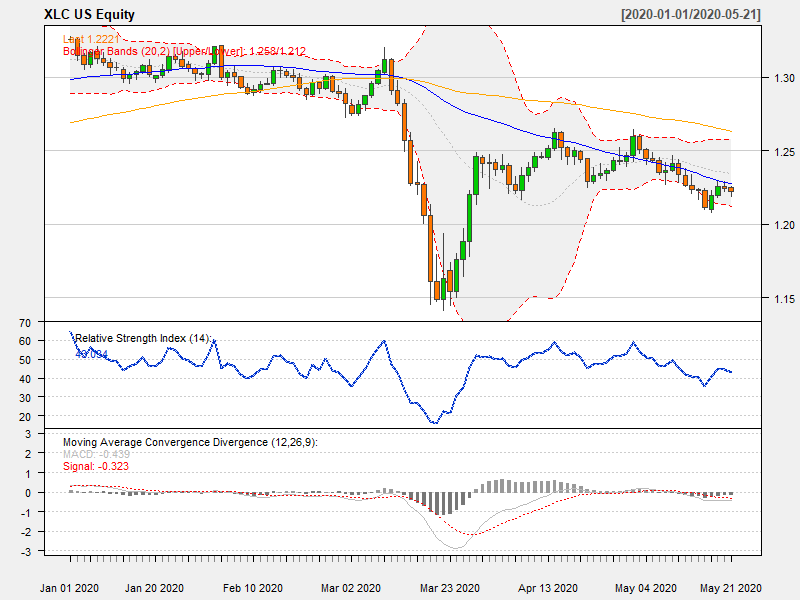 XLC US Equity [2020-01-01/2020-05-21]
Last 1.2221
Bollinger Bands (20,2) [Upper/Lower]: 1.258/1.212
1.30
1.25
1.20
1.15
Relative Strength Index (14):
70
60
50
40
30
20
Moving Average Convergence Divergence (12,26,9):
MACD: -0.439
Signal: -0.323
3
2
1
0
-1
-2
-3
Jan 01 2020 Jan 20 2020 Feb 10 2020 Mar 02 2020 Mar 23 2020 Apr 13 2020 May 04 2020 May 21 2020